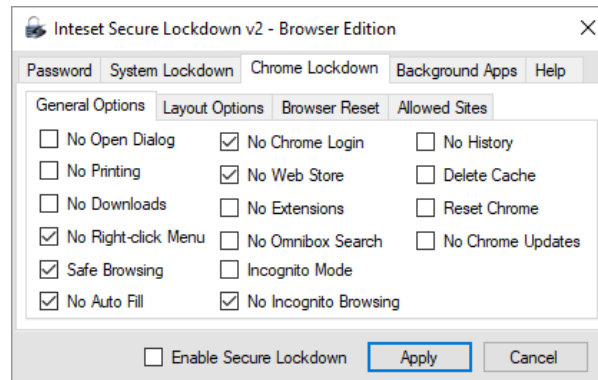 Inteset Secure Lockdown v2 - Browser Edition
Password System Lockdown Chrome Lockdown Background Apps Help
General Options Layout Options Browser Reset Allowed Sites
No Open Dialog No Chrome Login No History
No Printing No Web Store Delete Cache
No Downloads No Extensions Reset Chrome
No Right-click Menu No Omnibox Search No Chrome Updates
Safe Browsing Incognito Mode
No Auto Fill No Incognito Browsing
Enable Secure Lockdown Apply Cancel